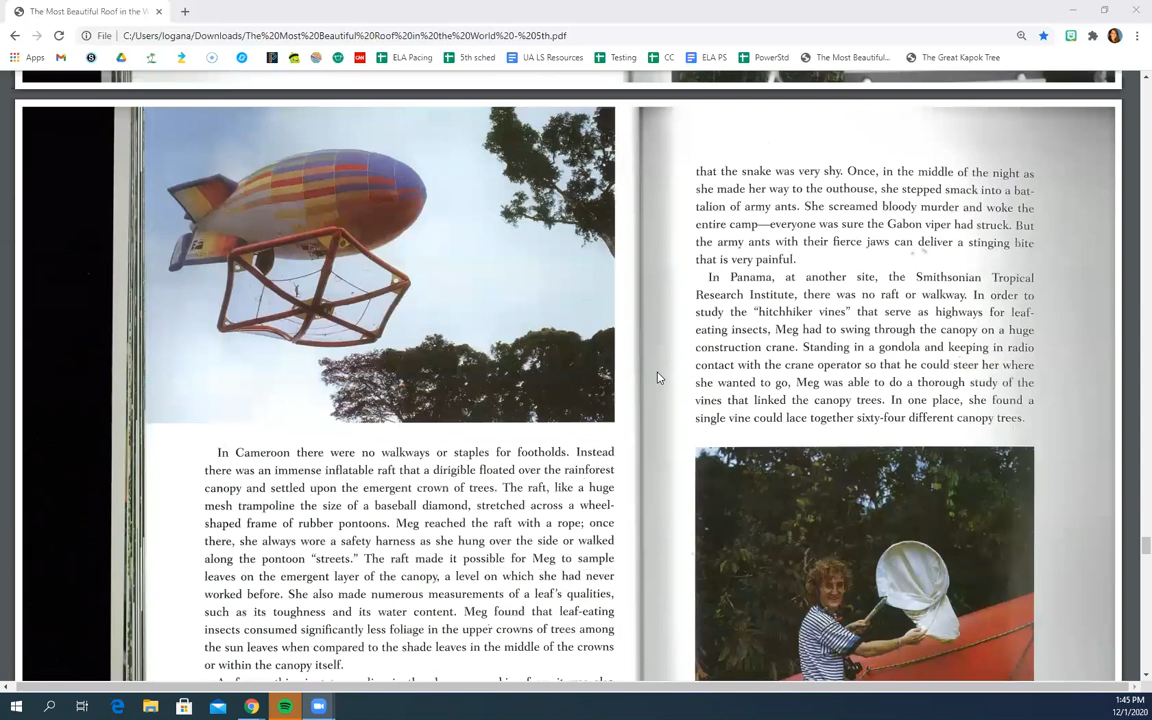 The Most Beautiful Roof in the W
File
C:/Users/logana/Downloads/The%20Most%20Beautiful%20Roof%20in%20the%20World%20-%205th.pdf
Apps
ELA Pacing
5th sched
UA LS Resources
Testing
CC
ELA PS
PowerStd
The Most Beautiful...
The Great Kapok Tree
In Cameroon there were no walkways or staples for footholds. Instead
there was an immense inflatable raft that a dirigible floated over the rainforest
canopy and settled upon the emergent crown of trees. The raft, like a huge
mesh trampoline the size of a baseball diamond, stretched across a wheel-
shaped frame of rubber pontoons. Meg reached the raft with a rope; once
there, she always wore a safety harness as she hung over the side or walked
along the pontoon “streets.” The raft made it possible for Meg to sample
leaves on the emergent layer of the canopy, a level on which she had never
worked before. She also made numerous measurements of a leaf’s qualities,
such as its toughness and its water content. Meg found that leaf-eating
insects consumed significantly less foliage in the upper crowns of trees among
the sun leaves when compared to the shade leaves in the middle of the crowns
or within the canopy itself.
that the snake was very shy. Once, in the middle of the night as
she made her way to the outhouse, she stepped smack into a bat-
talion of army ants. She screamed bloody murder and woke the
entire camp—everyone was sure the Gabon viper had struck. But
the army ants with their fierce jaws can deliver a stinging bite
that is very painful.
In Panama, at another site, the Smithsonian Tropical
Research Institute, there was no raft or walkway. In order to
study the “hitchhiker vines” that serve as highways for leaf-
eating insects, Meg had to swing through the canopy on a huge
construction crane. Standing in a gondola and keeping in radio
contact with the crane operator so that he could steer her where
she wanted to go, Meg was able to do a thorough study of the
vines that linked the canopy trees. In one place, she found a
single vine could lace together sixty-four different canopy trees.
1:45 PM
12/1/2020